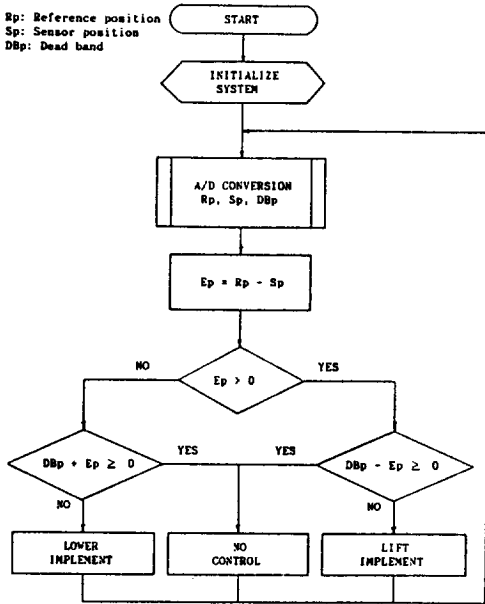 Rp: Reference position
Sp: Sensor position
DBp: Dead band
START
INITIALIZE
SYSTEM
A/D CONVERSION
Rp, Sp, DBp
Ep = Rp - Sp
NO
YES
Ep > 0
DBp + Ep ≥ 0
YES
YES
DBp - Ep ≥ 0
NO
NO
LOWER
IMPLEMENT
NO
CONTROL
LIFT
IMPLEMENT